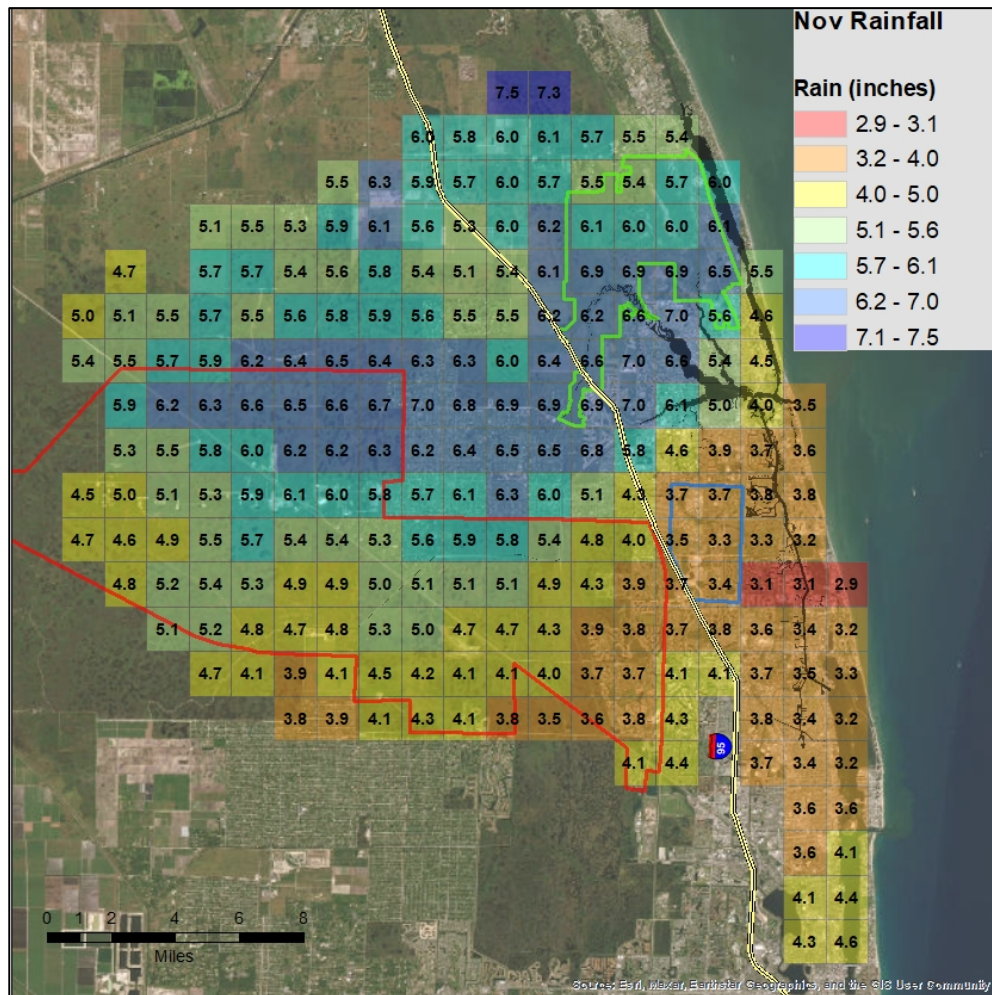 Nov Rainfall
Rain (inches)
2.9 - 3.1
3.2 - 4.0
4.0 - 5.0
5.1 - 5.6
5.7 - 6.1
6.2 - 7.0
7.1 - 7.5
7.5 7.3
6.0 5.8 6.0 6.1 5.7 5.5 5.4
5.5 6.3 5.9 5.7 6.0 5.7 5.5 5.4 5.7 6.0
5.1 5.5 5.3 5.9 6.1 5.6 5.3 6.0 6.2 6.1 6.0 6.0 6.1
4.7 5.7 5.7 5.4 5.6 5.8 5.4 5.1 5.4 6.1 6.9 6.9 6.9 6.5 5.5
5.0 5.1 5.5 5.7 5.5 5.6 5.8 5.9 5.6 5.5 5.5 6.2 6.2 6.6 7.0 5.6 4.6
5.4 5.5 5.7 5.9 6.2 6.4 6.5 6.4 6.3 6.3 6.0 6.4 6.6 7.0 6.6 5.4 4.5
5.9 6.2 6.3 6.6 6.5 6.6 6.7 7.0 6.8 6.9 6.9 6.9 7.0 6.1 5.0 4.0 3.5
5.3 5.5 5.8 6.0 6.2 6.2 6.3 6.2 6.4 6.5 6.5 6.8 5.8 4.6 3.9 3.7 3.6
4.5 5.0 5.1 5.3 5.9 6.1 6.0 5.8 5.7 6.1 6.3 6.0 5.1 4.3 3.7 3.7 3.8 3.8
4.7 4.6 4.9 5.5 5.7 5.4 5.4 5.3 5.6 5.9 5.8 5.4 4.8 4.0 3.5 3.3 3.3 3.2
4.8 5.2 5.4 5.3 4.9 4.9 5.0 5.1 5.1 5.1 4.9 4.3 3.9 3.7 3.4 3.1 3.1 2.9
5.1 5.2 4.8 4.7 4.8 5.3 5.0 4.7 4.7 4.3 3.9 3.8 3.7 3.8 3.6 3.4 3.2
4.7 4.1 3.9 4.1 4.5 4.2 4.1 4.1 4.0 3.7 3.7 4.1 4.1 3.7 3.5 3.3
3.8 3.9 4.1 4.3 4.1 3.8 3.5 3.6 3.8 4.3 3.8 3.4 3.2
95
4.1 4.4 3.7 3.4 3.2
3.6 3.6
3.6 4.1
4.1 4.4
4.3 4.6
0 1 2 4 6 8
Miles
Source: Esri, Maxar, Earthstar Geographics, and the GIS User Community